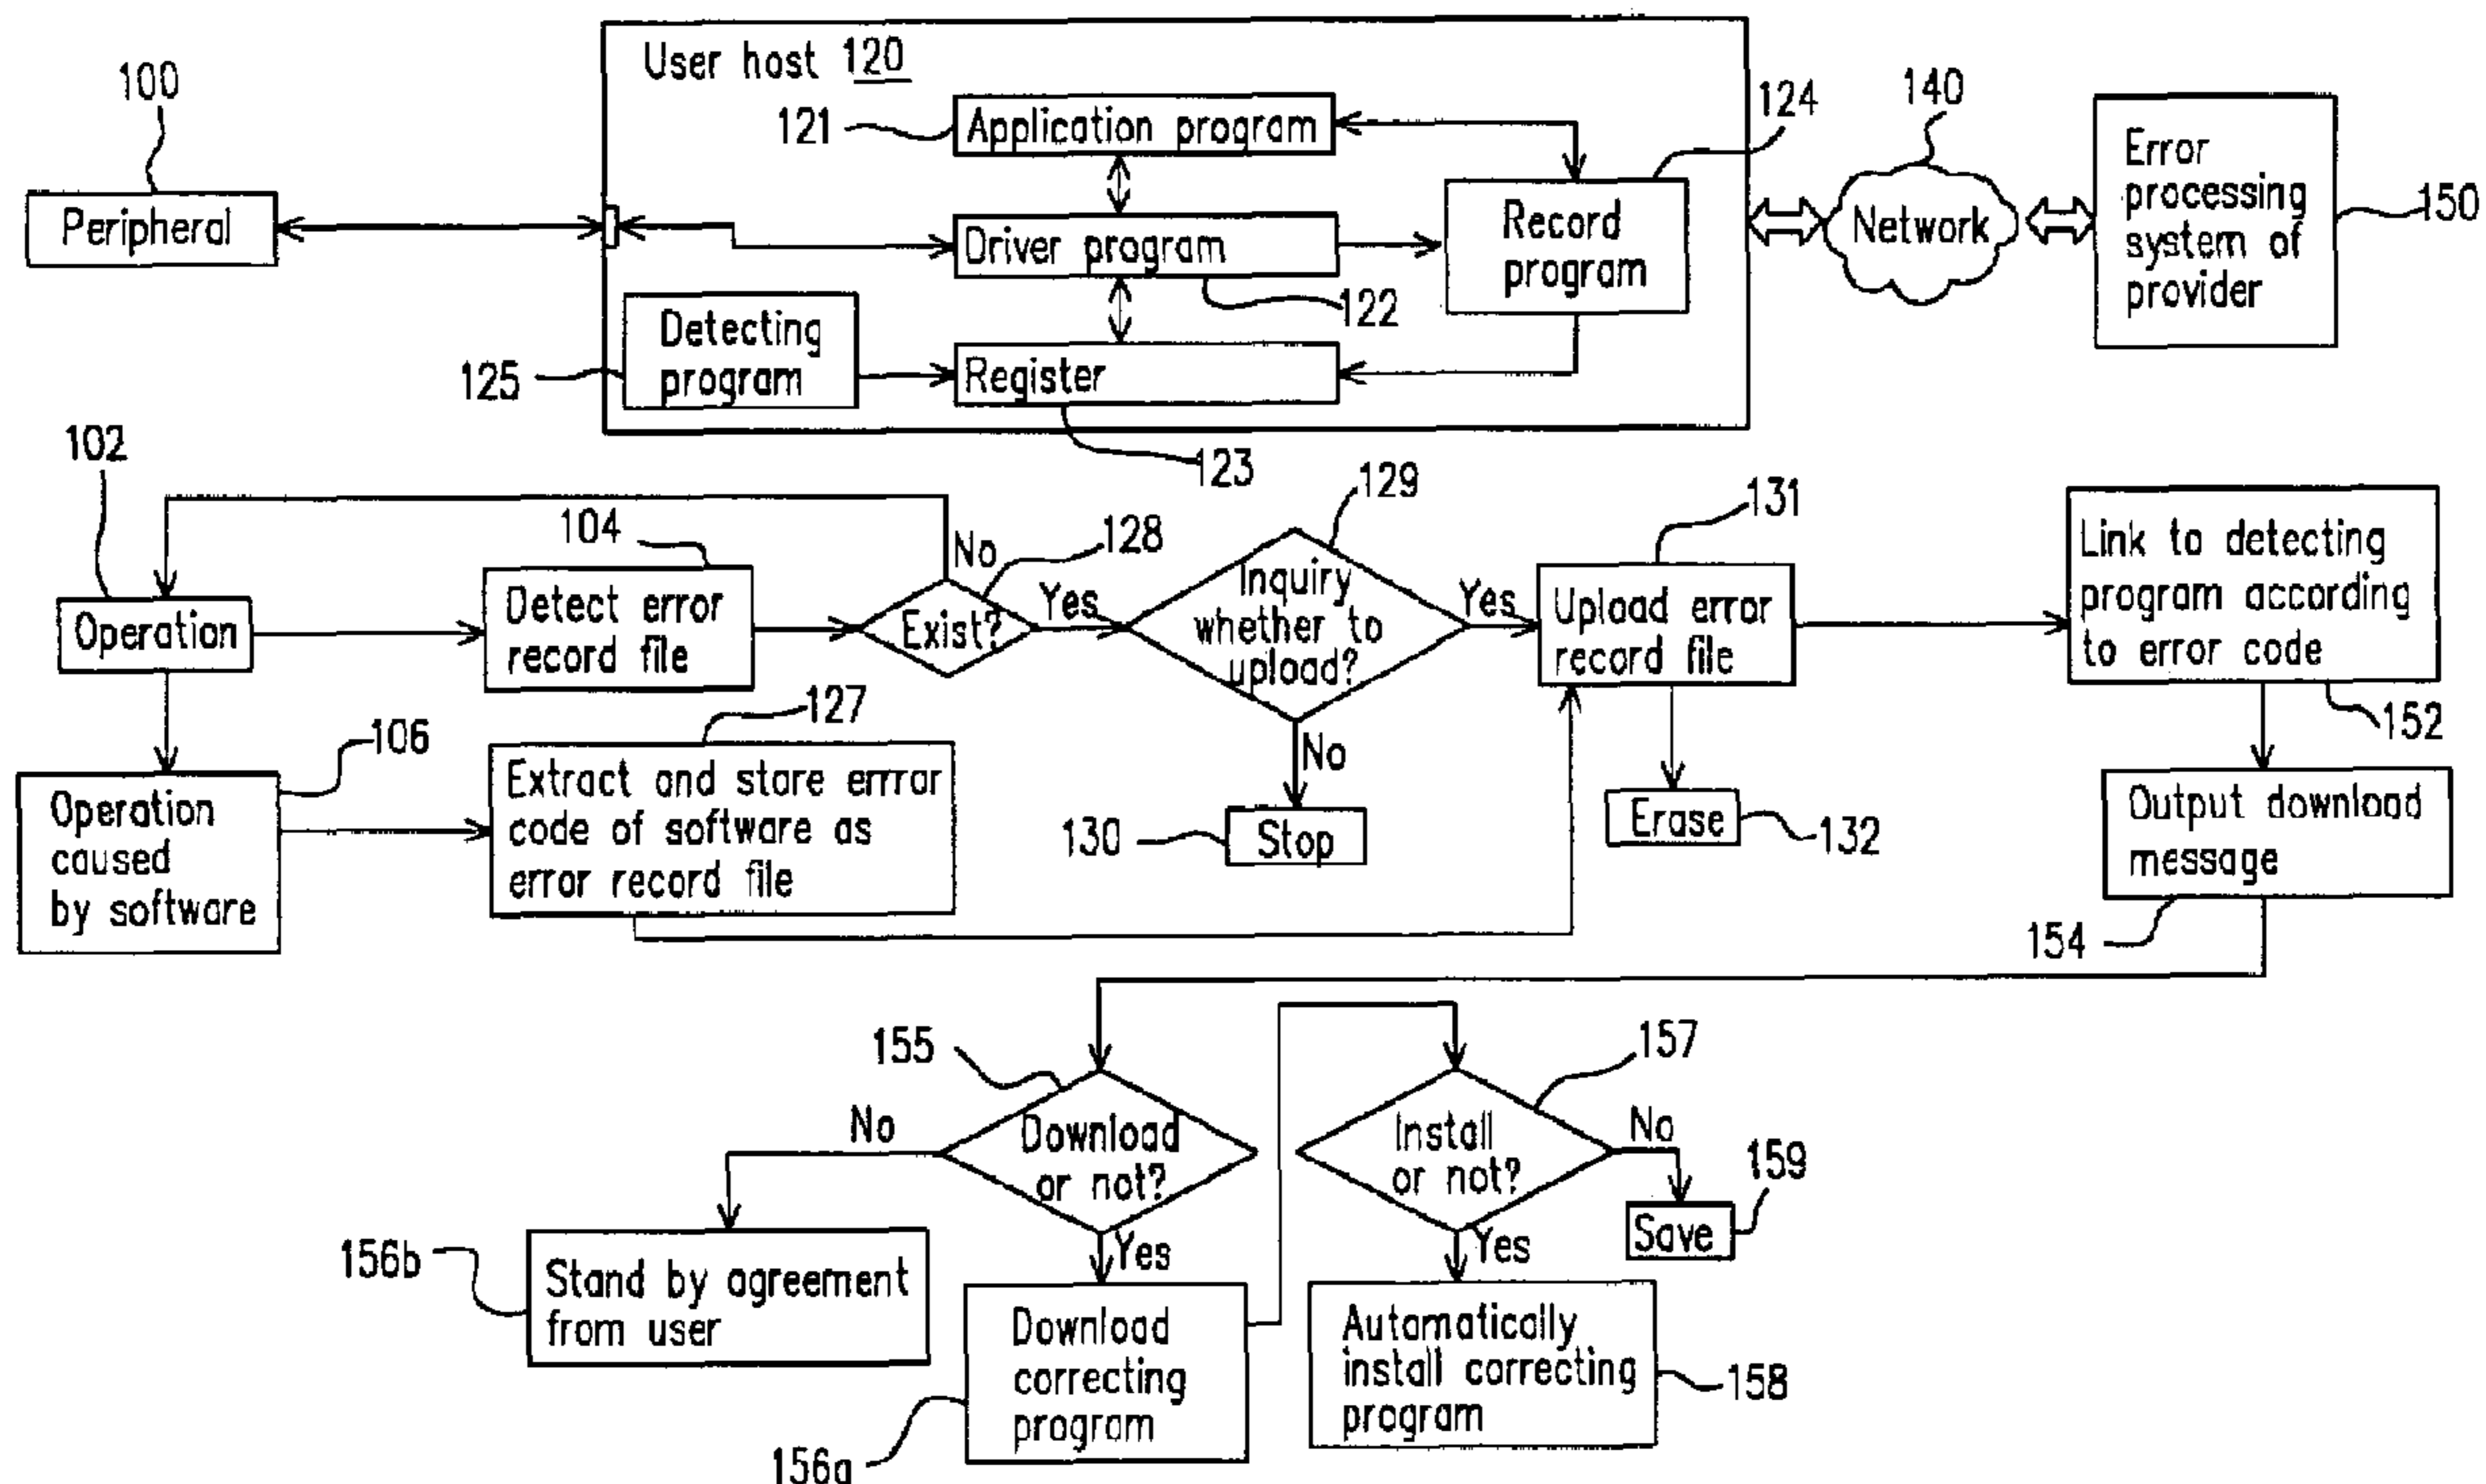 User host 120
100
121
Application program
124
140
Error
processing
system of
provider
150
Peripheral
Driver program
Record
program
Network
122
Detecting
program
125
Register
123
102
104
No
128
129
131
Link to detecting
program according
to error code
152
Operation
Detect error
record file
Exist?
Yes
Inquiry
whether to
upload?
Yes
Upload error
record file
No
106
127
Operation
caused
by software
Extract and store error
code of software as
error record file
130
Stop
Erase
132
Output download
message
154
155
157
No
Download
or not?
Install
or not?
No
159
Save
156b
Stand by agreement
from user
Yes
Yes
Download
correcting
program
156a
Automatically
install correcting
program
158